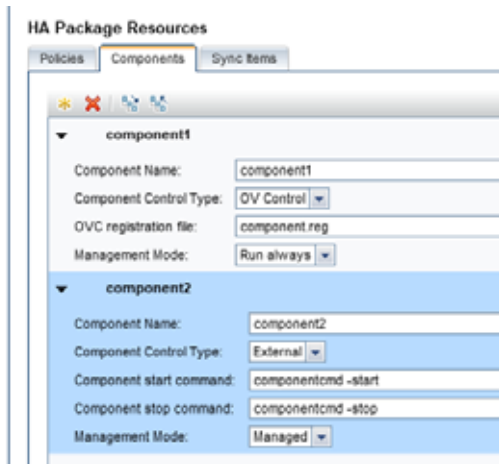 HA Package Resources
Policies Components Sync Items
component1
Component Name: component1
Component Control Type: OV Control
OVC registration file: component.reg
Management Mode: Run always
component2
Component Name: component2
Component Control Type: External
Component start command: componentcmd -start
Component stop command: componentcmd -stop
Management Mode: Managed